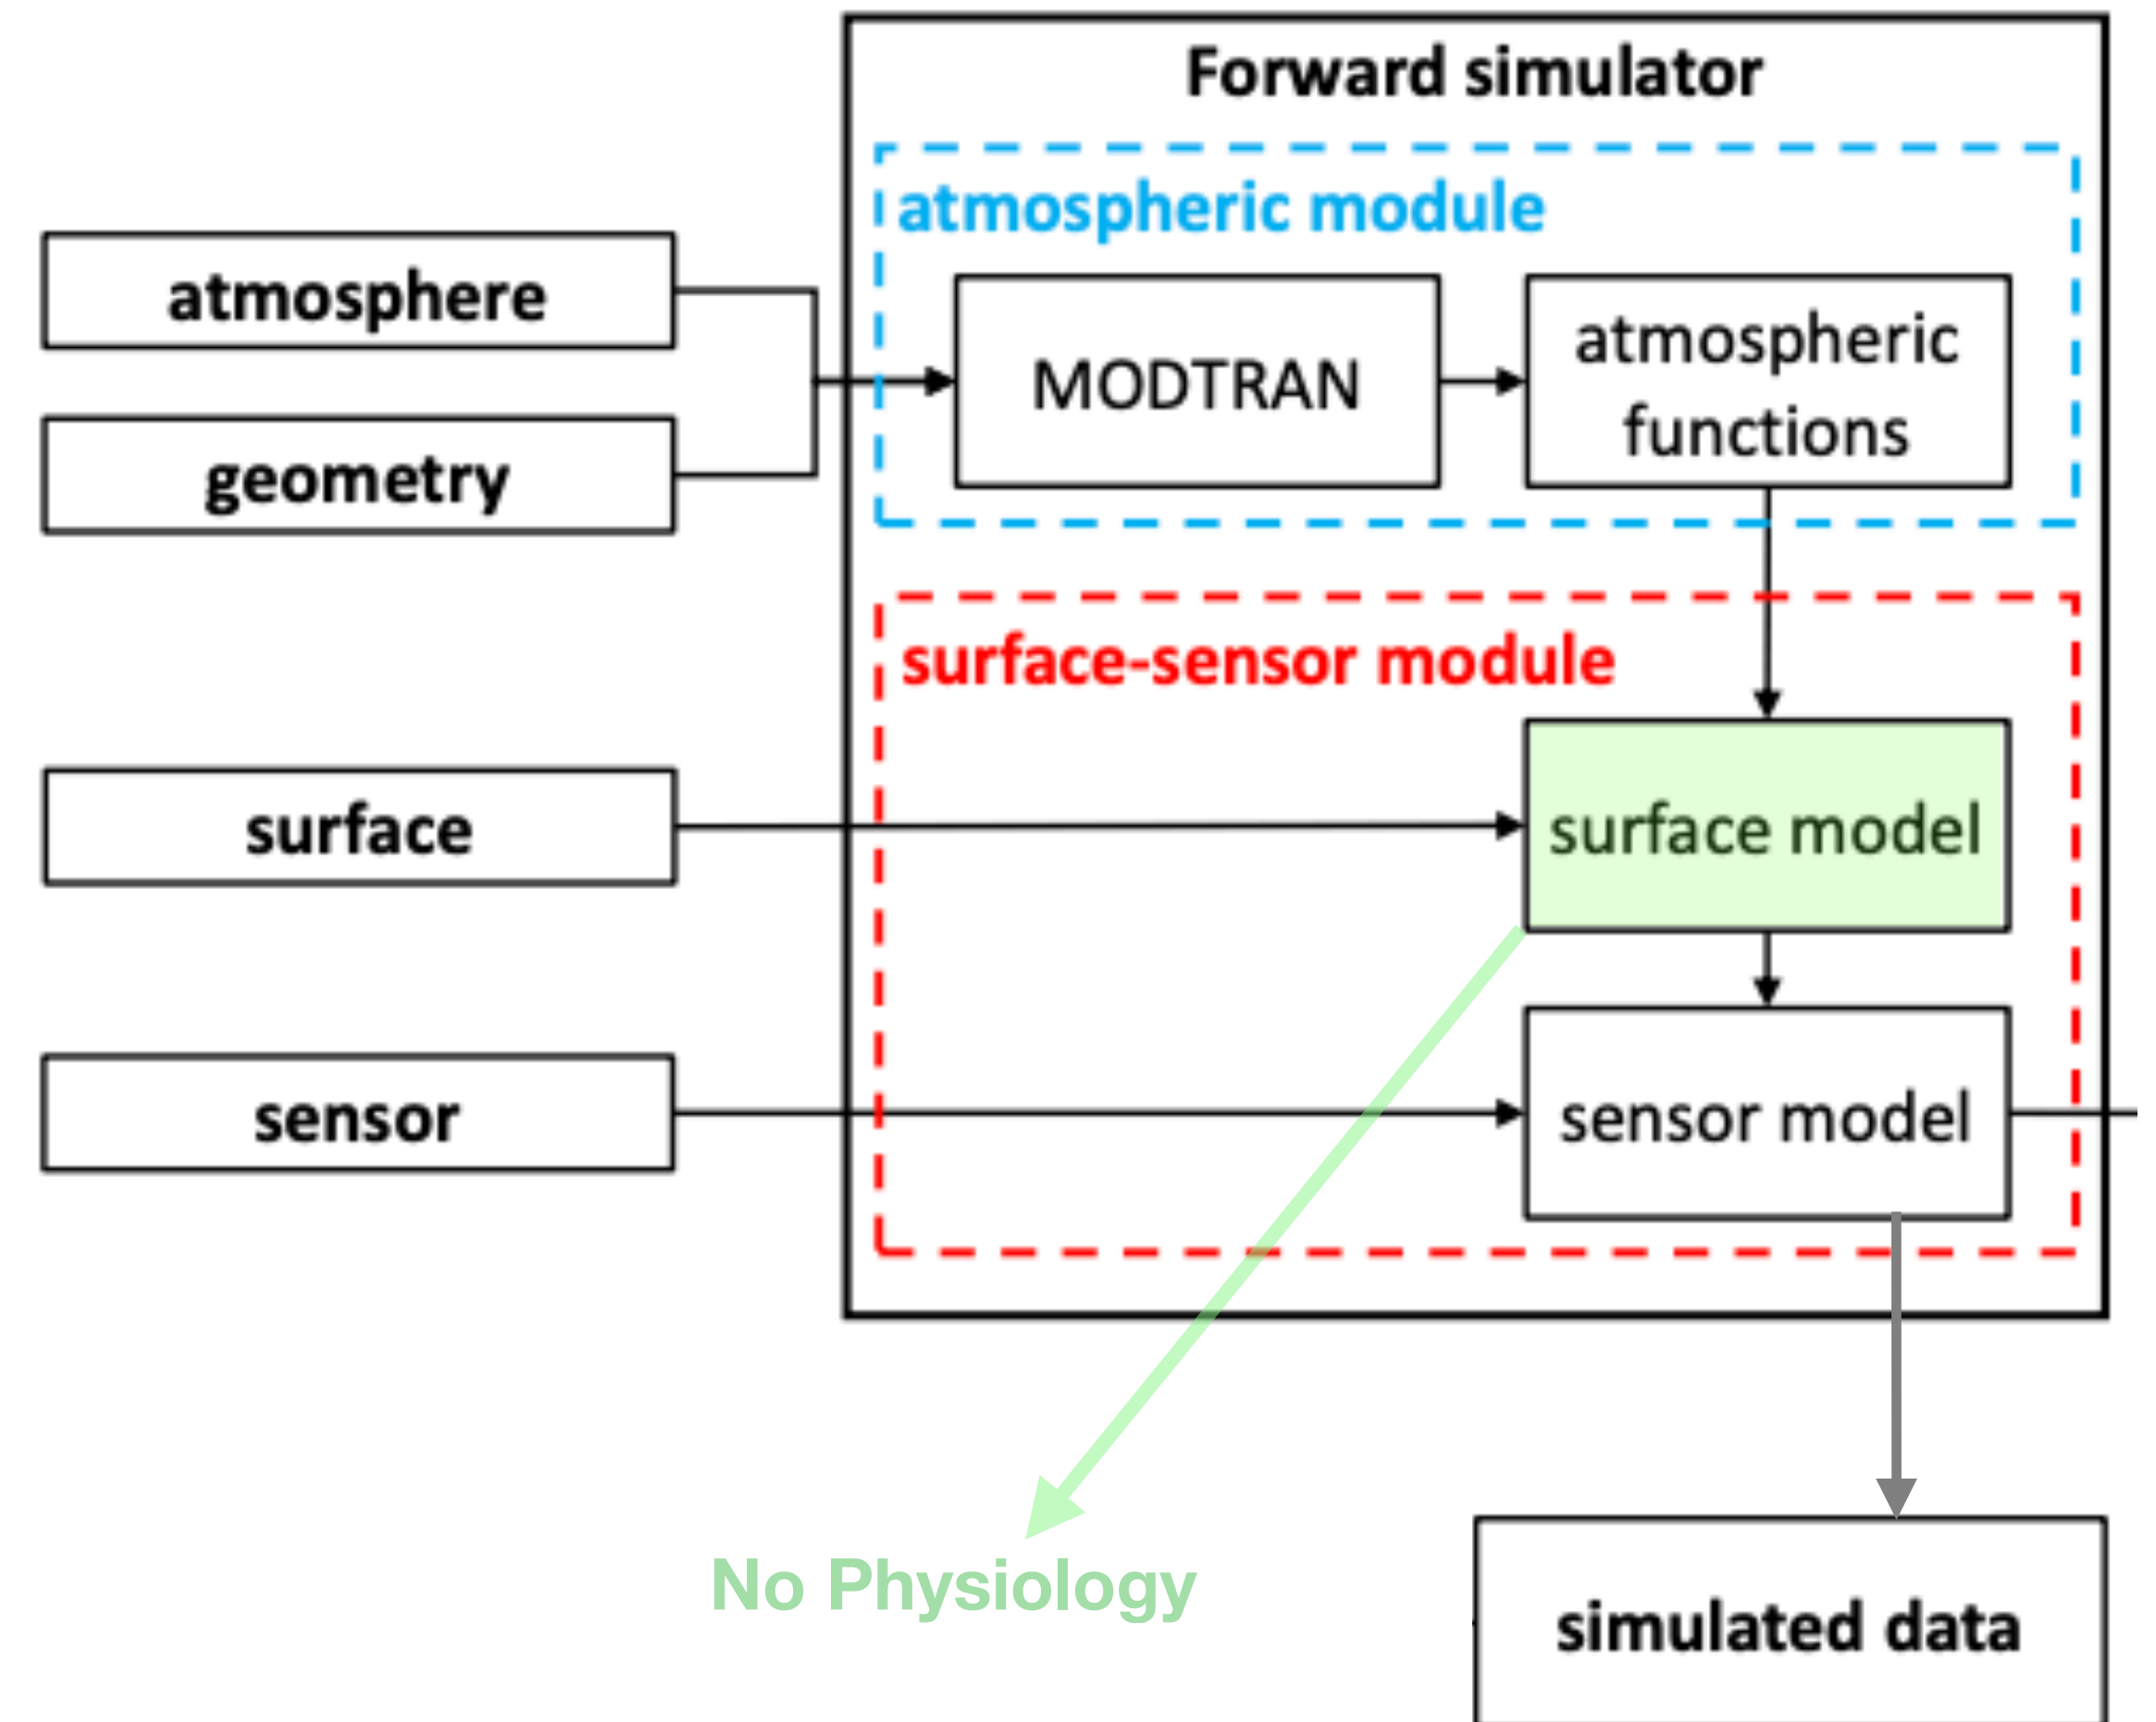 Forward simulator
atmospheric module
atmosphere
geometry
MODTRAN
atmospheric
functions
surface-sensor module
surface
surface model
sensor
sensor model
No Physiology
simulated data